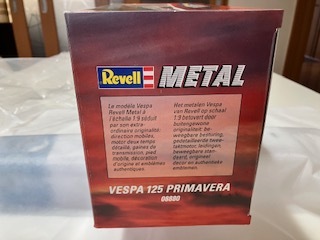 Revell METAL
Le modèle Vespa
Revell Metal à
l'échelle 1:9 séduit
par son extra-
ordinaire originalité:
direction mobile,
moteur deux temps
détaillé, gaines de
transmission, pied
mobile, décoration
d'origine et emblèmes
authentiques.
Het metalen Vespa
van Revell op schaal
1:9 betovert door
buitengewone
originaliteit: be-
weegbare besturing,
gedetailleerde twee-
taktmotor, leidingen,
beweegbare stan-
daard, origineel
decor en authentieke
emblemen.
VESPA 125 PRIMAVERA